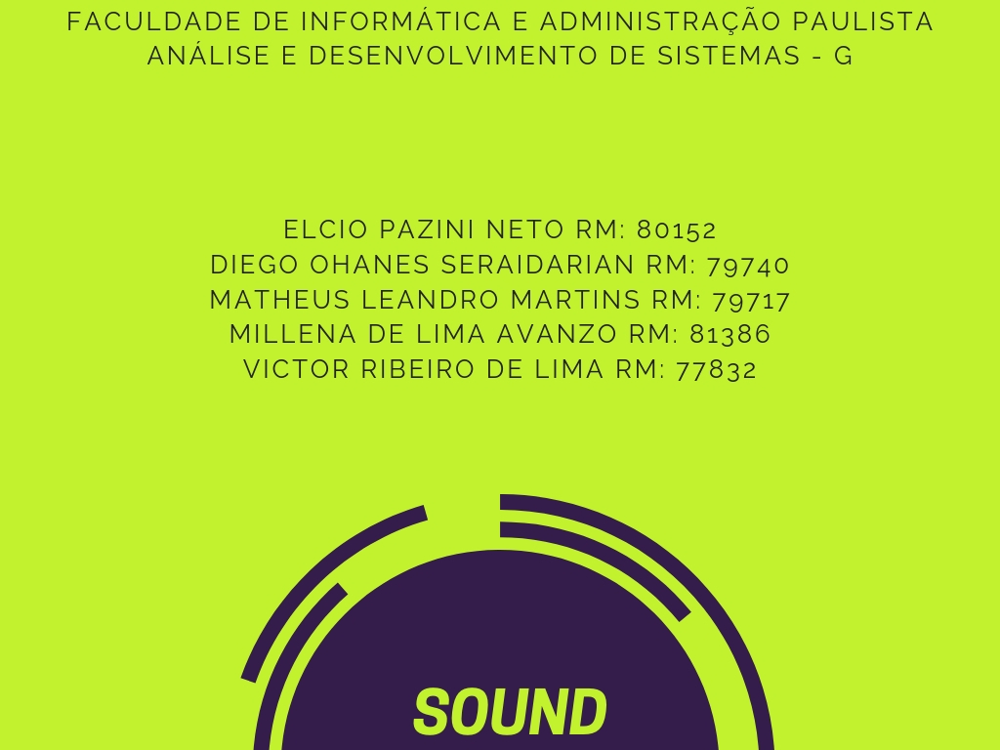 FACULDADE DE INFORMÁTICA E ADMINISTRAÇÃO PAULISTA
ANÁLISE E DESENVOLVIMENTO DE SISTEMAS - G
ELCIO PAZINI NETO RM: 80152
DIEGO OHANES SERAIDARIAN RM: 79740
MATHEUS LEANDRO MARTINS RM: 79717
MILLENA DE LIMA AVANZO RM: 81386
VICTOR RIBEIRO DE LIMA RM: 77832
SOUND